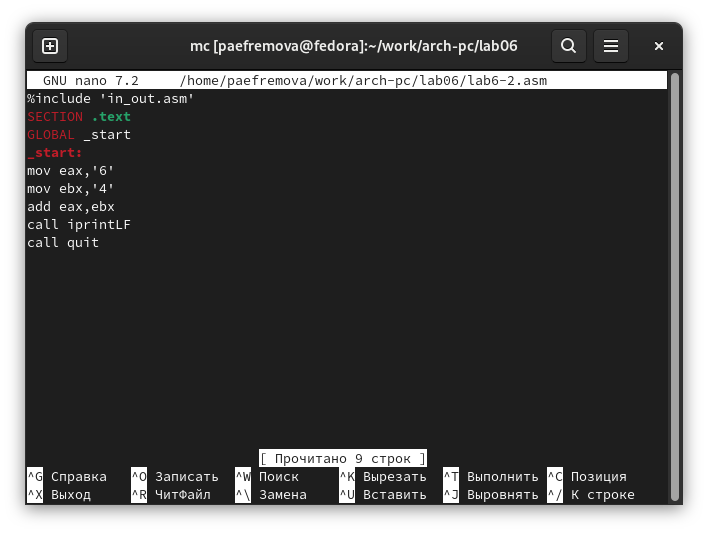 mc [paefremova@fedora]:~/work/arch-pc/lab06
GNU nano 7.2 /home/paefremova/work/arch-pc/lab06/lab6-2.asm
%include 'in_out.asm'
SECTION .text
GLOBAL _start
_start:
mov eax,'6'
mov ebx,'4'
add eax,ebx
call iprintLF
call quit
[ Прочитано 9 строк ]
^G Справка ^O Записать ^W Поиск ^K Вырезать ^T Выполнить ^C Позиция
^X Выход ^R ЧитФайл ^\ Замена ^U Вставить ^J Выровнять ^/ К строке